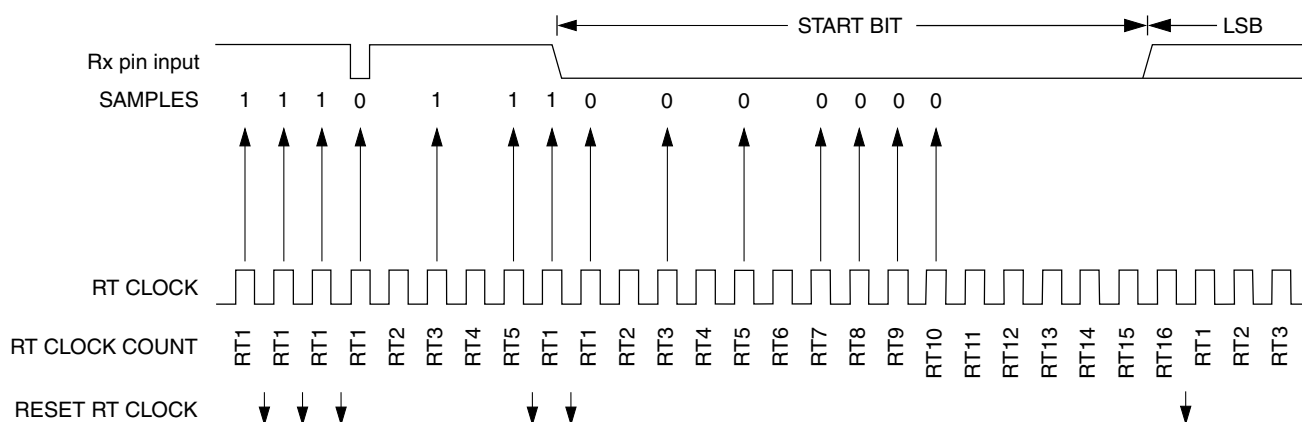 START BIT LSB
Rx pin input
SAMPLES 1 1 1 0 1 1 1 0 0 0 0 0 0 0
RT CLOCK
RT CLOCK COUNT RT1 RT1 RT1 RT1 RT2 RT3 RT4 RT5 RT1 RT1 RT2 RT3 RT4 RT5 RT6 RT7 RT8 RT9 RT10 RT11 RT12 RT13 RT14 RT15 RT16 RT1 RT2 RT3
RESET RT CLOCK